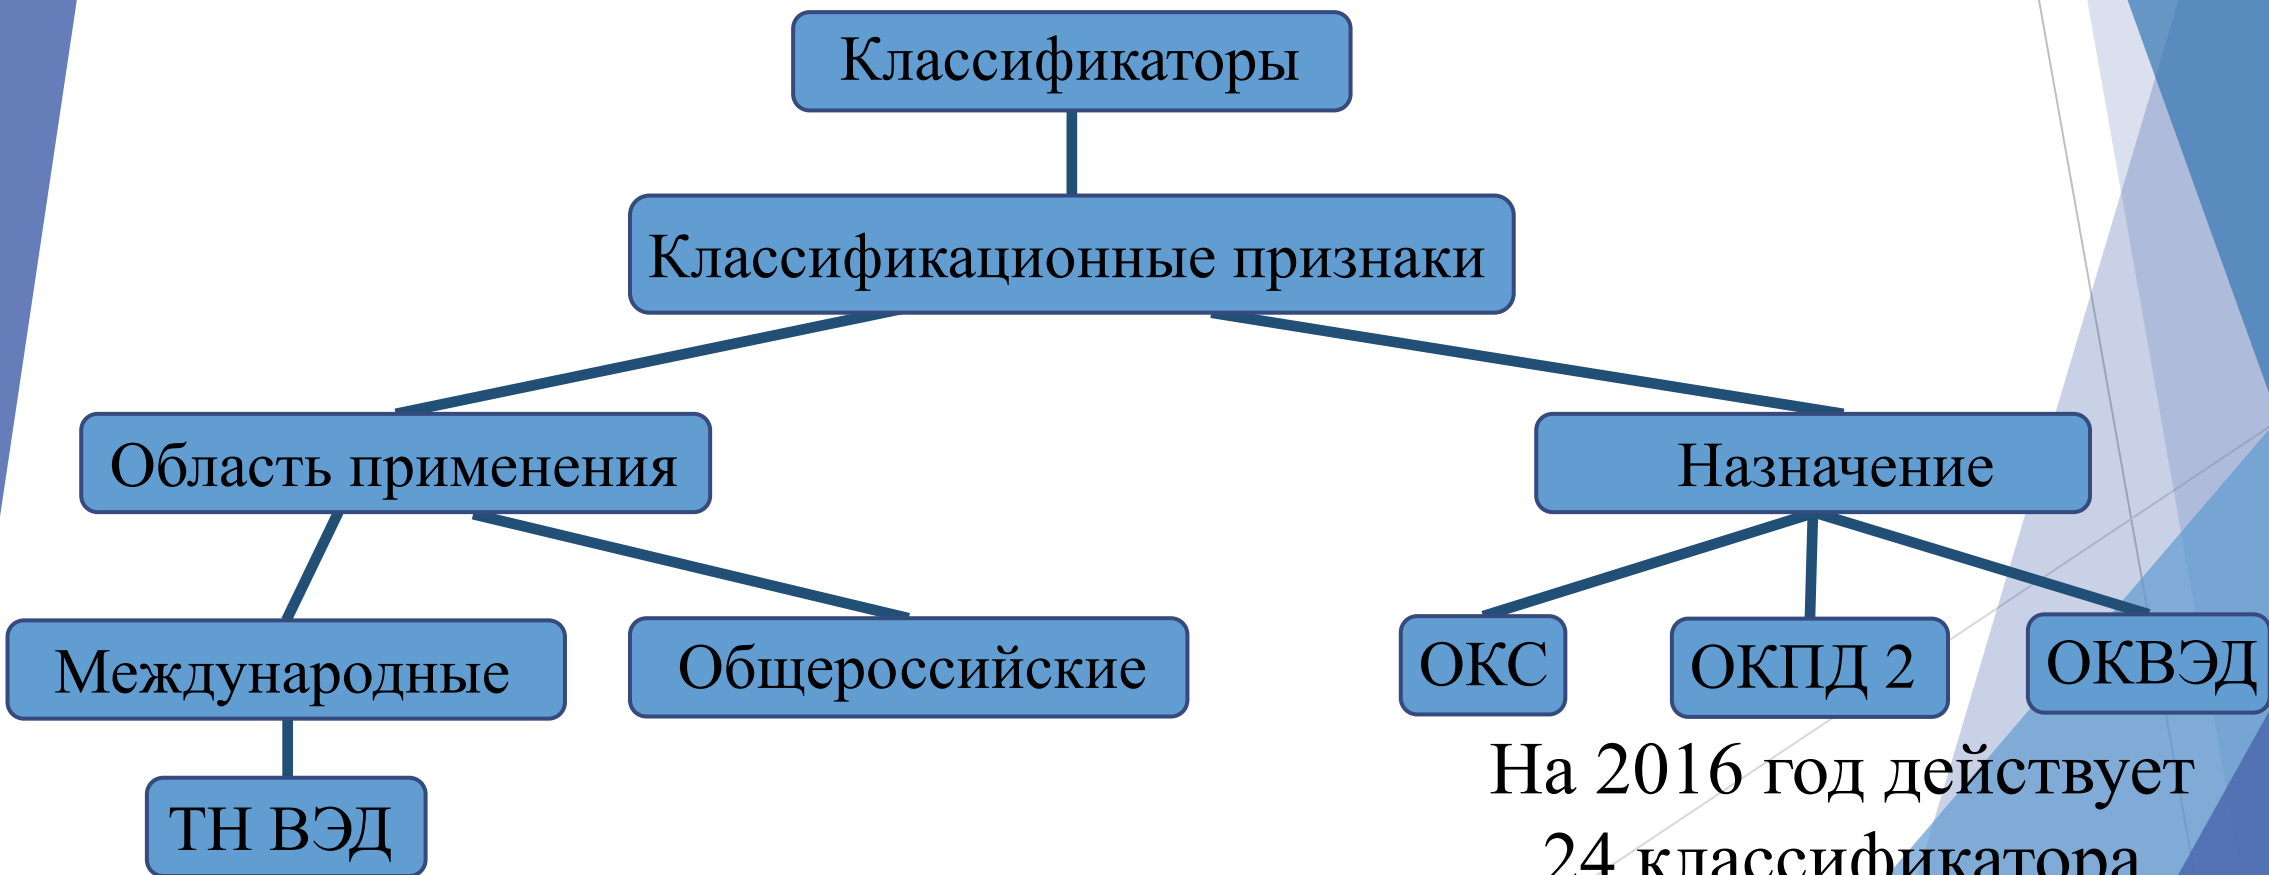 Классификаторы
Классификационные признаки
Область применения
Назначение
Международные
Общероссийские
ОКС
ОКПД 2
ОКВЭД
ТН ВЭД
На 2016 год действует
24 классификатора